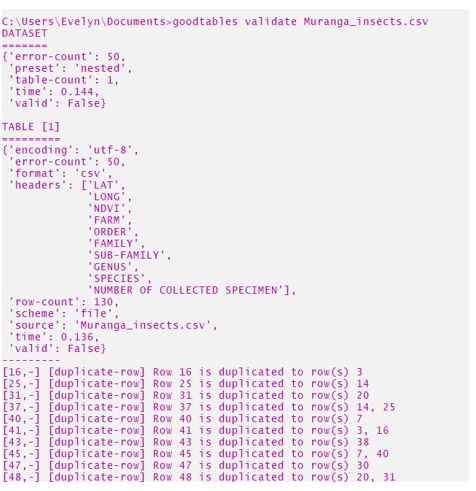 C:\Users\Evelyn\Documents>goodtables validate Muranga_insects.csv
DATASET
=======
{'error-count': 50,
 'preset': 'nested',
 'table-count': 1,
 'time': 0.144,
 'valid': False}

TABLE [1]
=========
{'encoding': 'utf-8',
 'error-count': 50,
 'format': 'csv',
 'headers': ['LAT',
             'LONG',
             'NDVI',
             'FARM',
             'ORDER',
             'FAMILY',
             'SUB-FAMILY',
             'GENUS',
             'SPECIES',
             'NUMBER OF COLLECTED SPECIMEN'],
 'row-count': 130,
 'scheme': 'file',
 'source': 'Muranga_insects.csv',
 'time': 0.136,
 'valid': False}
---------
[16,-] [duplicate-row] Row 16 is duplicated to row(s) 3
[25,-] [duplicate-row] Row 25 is duplicated to row(s) 14
[31,-] [duplicate-row] Row 31 is duplicated to row(s) 20
[37,-] [duplicate-row] Row 37 is duplicated to row(s) 14, 25
[40,-] [duplicate-row] Row 40 is duplicated to row(s) 7
[41,-] [duplicate-row] Row 41 is duplicated to row(s) 3, 16
[43,-] [duplicate-row] Row 43 is duplicated to row(s) 38
[45,-] [duplicate-row] Row 45 is duplicated to row(s) 7, 40
[47,-] [duplicate-row] Row 47 is duplicated to row(s) 30
[48,-] [duplicate-row] Row 48 is duplicated to row(s) 20, 31